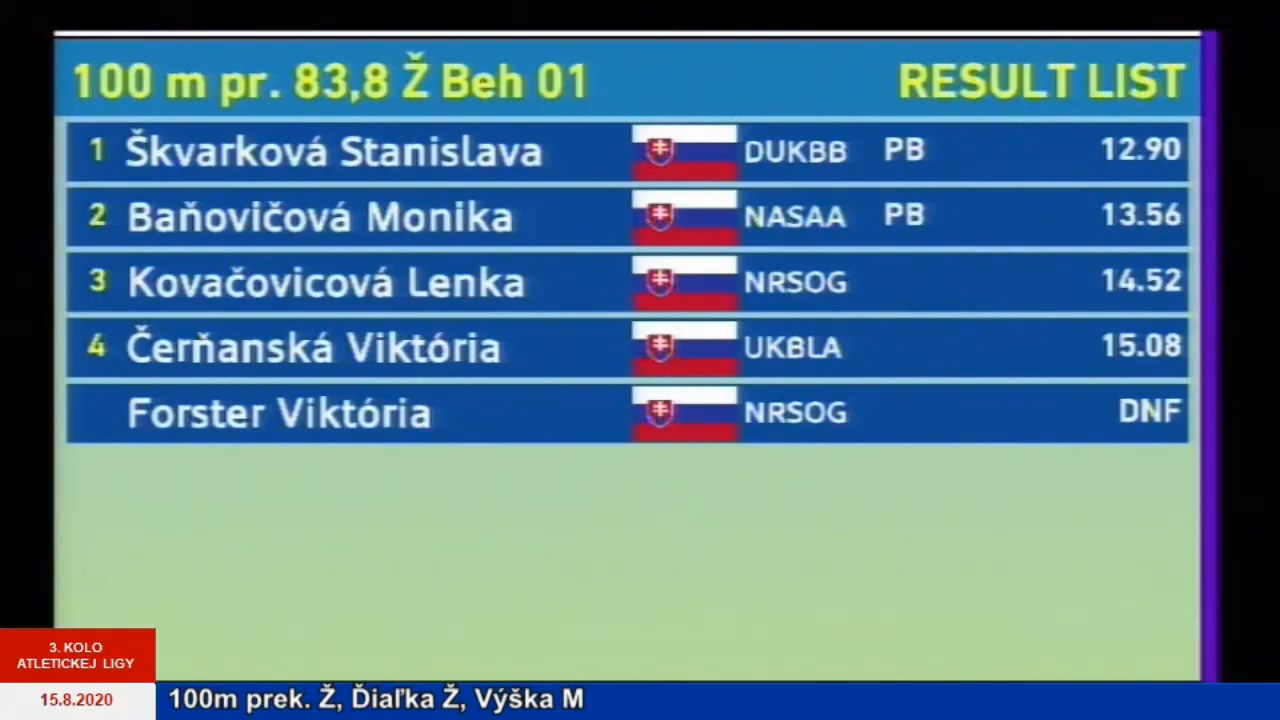 100 m pr. 83,8 Ž Beh 01 RESULT LIST
1 Škvarková Stanislava DUKBB PB 12.90
2 Baňovičová Monika NASAA PB 13.56
3 Kovačovicová Lenka NRSOG 14.52
4 Čerňanská Viktória UKBLA 15.08
Forster Viktória NRSOG DNF
3. KOLO
ATLETICKEJ LIGY
15.8.2020
100m prek. Ž, Ďiaľka Ž, Výška M